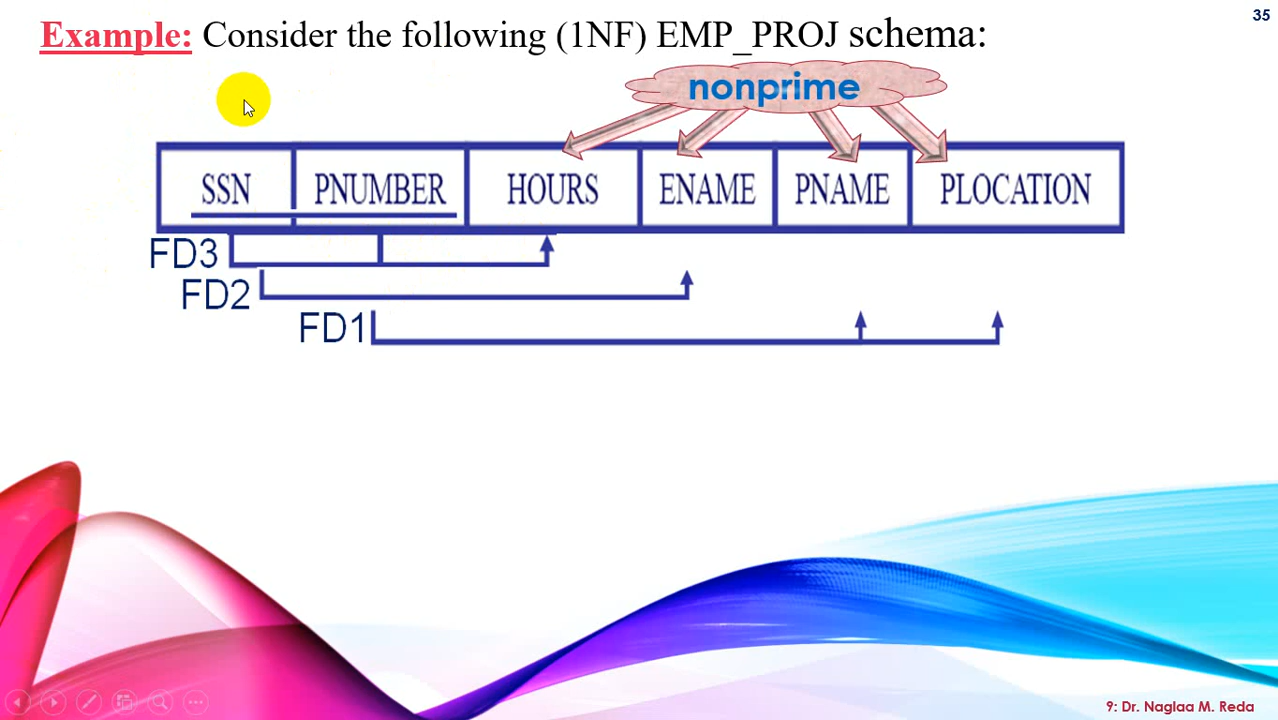 35
Example: Consider the following (1NF) EMP_PROJ schema:
nonprime
SSN PNUMBER HOURS ENAME PNAME PLOCATION
FD3
FD2
FD1
9: Dr. Naglaa M. Reda